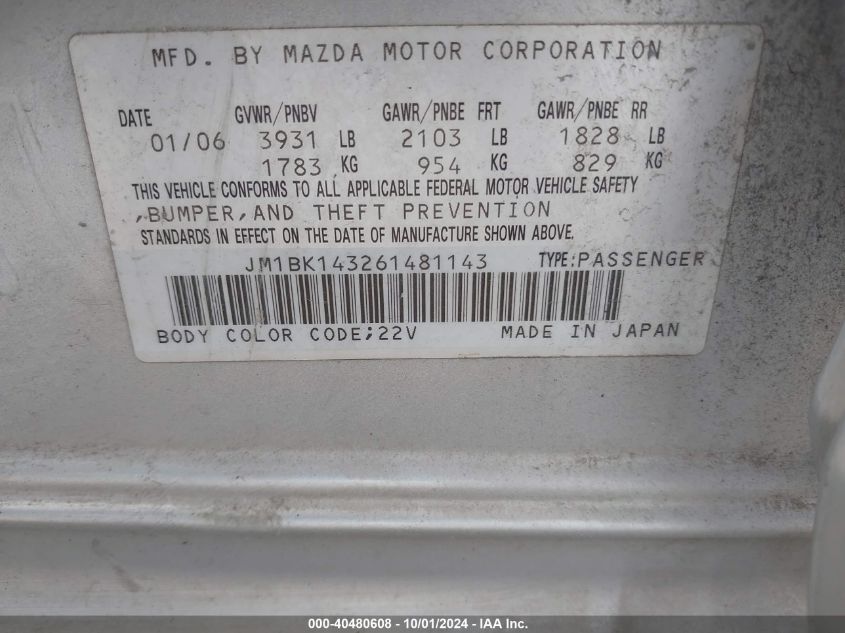 MFD. BY MAZDA MOTOR CORPORATION
DATE GVWR/PNBV GAWR/PNBE FRT GAWR/PNBE RR
01/06 3931 LB 2103 LB 1828 LB
1783 KG 954 KG 829 KG
THIS VEHICLE CONFORMS TO ALL APPLICABLE FEDERAL MOTOR VEHICLE SAFETY
,BUMPER,AND THEFT PREVENTION
STANDARDS IN EFFECT ON THE DATE OF MANUFACTURE SHOWN ABOVE.
JM1BK143261481143 TYPE:PASSENGER
BODY COLOR CODE;22V MADE IN JAPAN
000-40480608 - 10/01/2024 - IAA Inc.